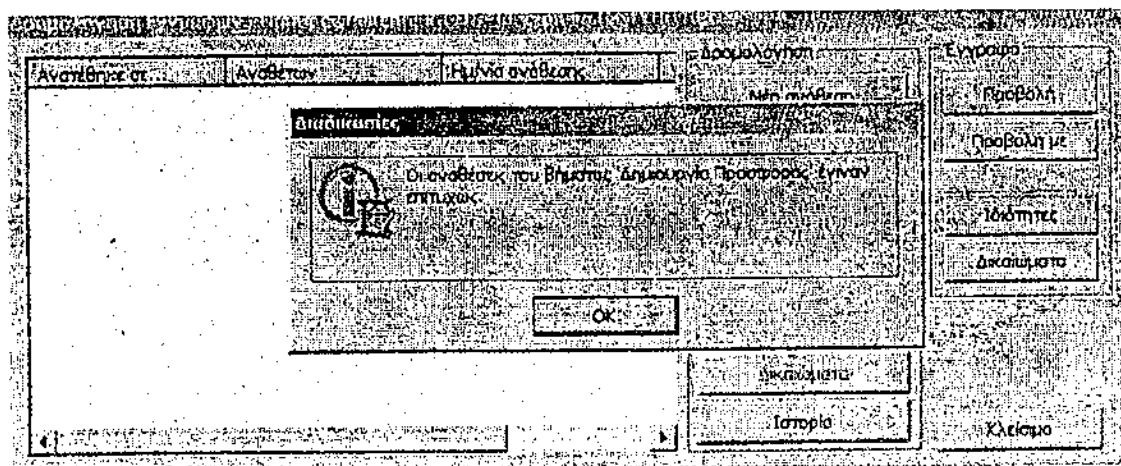 Ανατέθηκε σε...
Αναθέτων
Ημ/νία ανάθεσης
Δρομολόγηση
Νέα ανάθεση
Έγγραφο
Προβολή
Προβολή με
Ιδιότητες
Δικαιώματα
Διαδικασίες
Οι αναθέσεις του βήματος Δημιουργία Προσφοράς έγιναν
επιτυχώς.
OK
Δικαιώματα
Ιστορία
Κλείσιμο